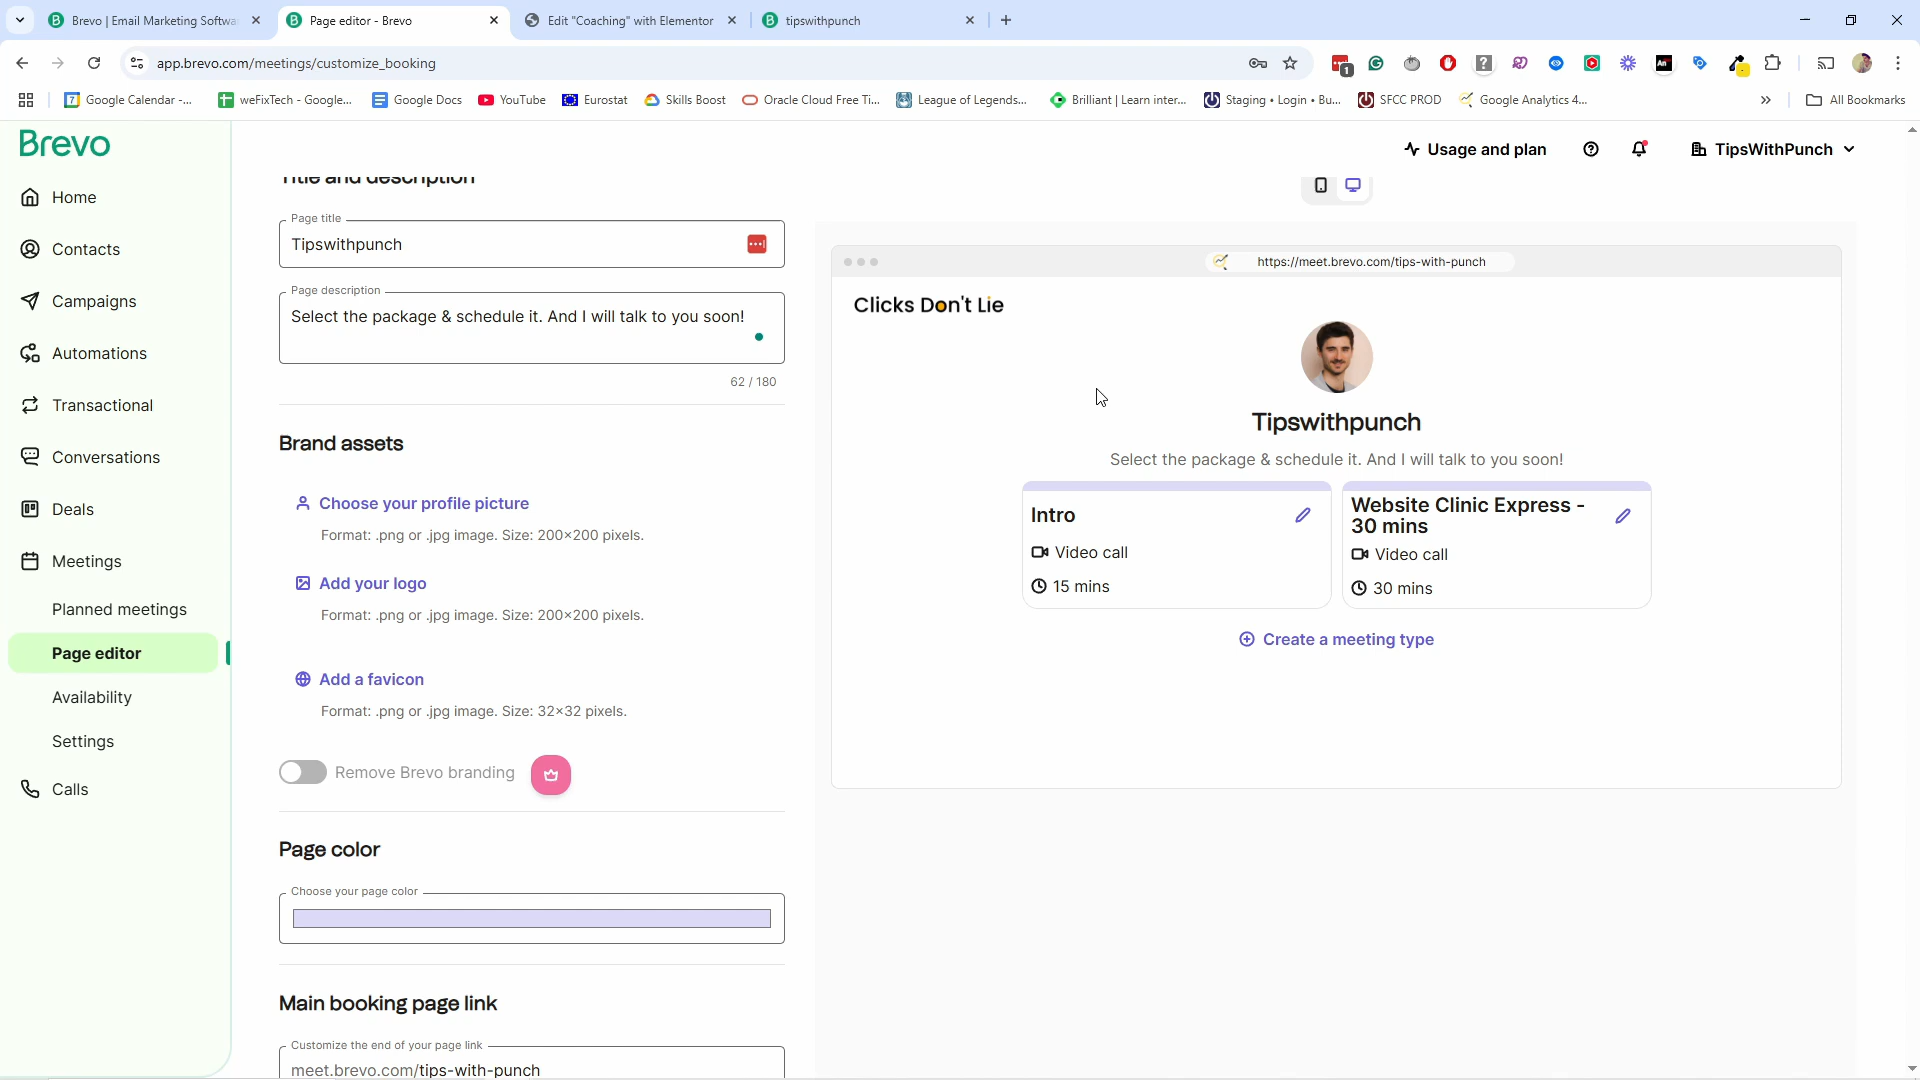 Brevo | Email Marketing Softwa
Page editor - Brevo
Edit "Coaching" with Elementor
tipswithpunch
app.brevo.com/meetings/customize_booking
Google Calendar -...
weFixTech - Google...
Google Docs
YouTube
Eurostat
Skills Boost
Oracle Cloud Free Ti...
League of Legends...
Brilliant | Learn inter...
Staging • Login • Bu...
SFCC PROD
Google Analytics 4...
All Bookmarks
Brevo
Usage and plan
TipsWithPunch
Home
Contacts
Campaigns
Automations
Transactional
Conversations
Deals
Meetings
Planned meetings
Page editor
Availability
Settings
Calls
Title and description
Page title
Tipswithpunch
Page description
Select the package & schedule it. And I will talk to you soon!
62 / 180
Brand assets
Choose your profile picture
Format: .png or .jpg image. Size: 200×200 pixels.
Add your logo
Format: .png or .jpg image. Size: 200×200 pixels.
Add a favicon
Format: .png or .jpg image. Size: 32×32 pixels.
Remove Brevo branding
Page color
Choose your page color
Main booking page link
Customize the end of your page link
meet.brevo.com/tips-with-punch
https://meet.brevo.com/tips-with-punch
Clicks Don't Lie
Tipswithpunch
Select the package & schedule it. And I will talk to you soon!
Intro
Video call
15 mins
Website Clinic Express -
30 mins
Video call
30 mins
Create a meeting type